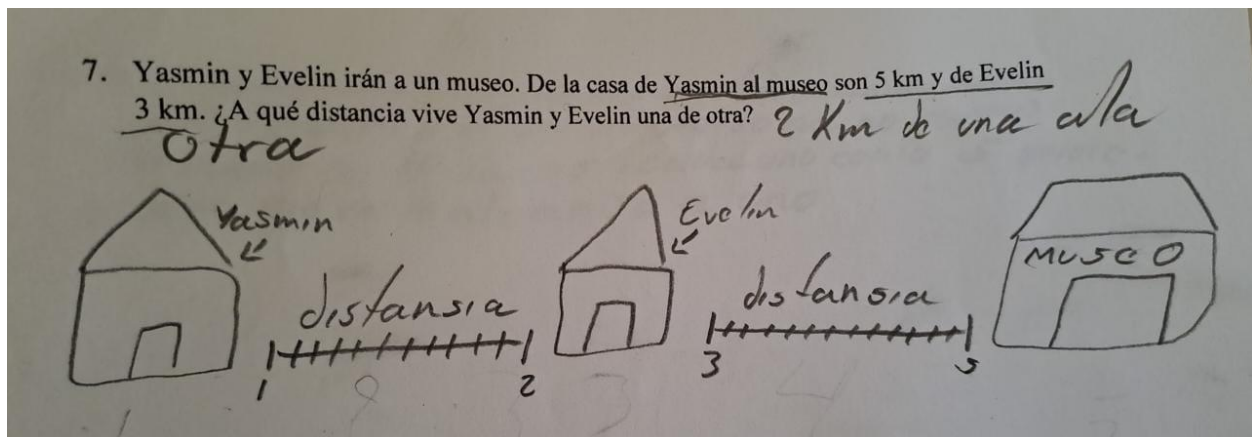 7. Yasmin y Evelin irán a un museo. De la casa de Yasmin al museo son 5 km y de Evelin
3 km. ¿A qué distancia vive Yasmin y Evelin una de otra? 2 Km de una a la
otra
Yasmin
Evelin
MUSEO
distansia
distansia
1 2
3 5